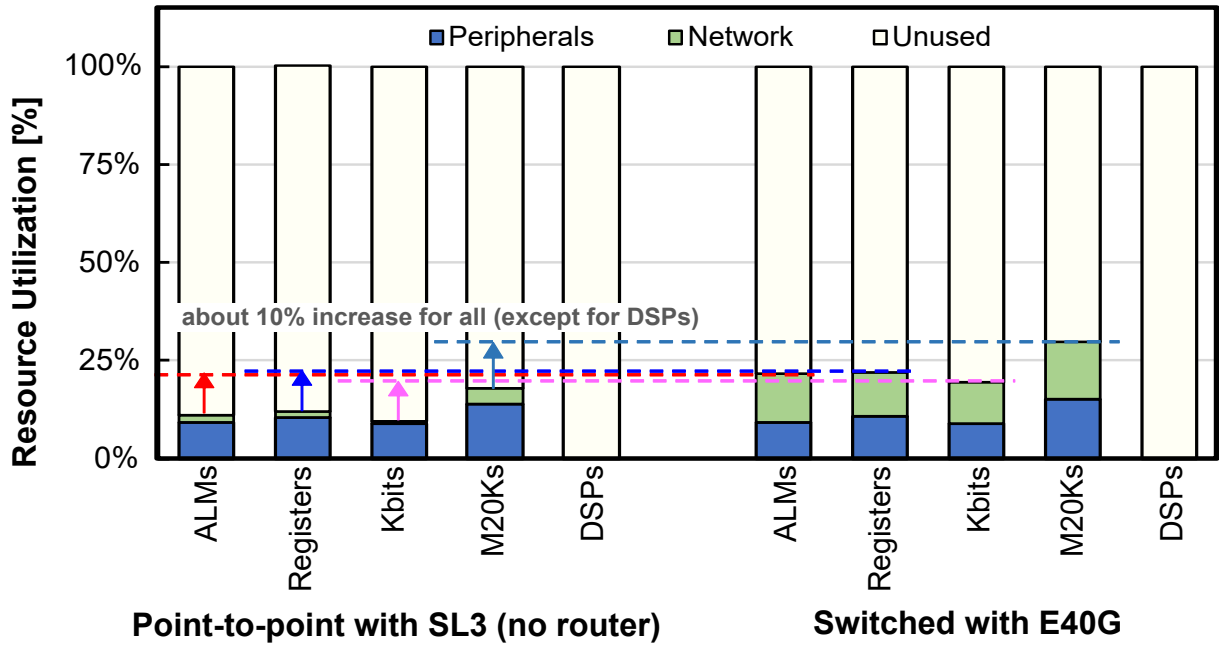 Peripherals Network Unused
Resource Utilization [%]
100%
75%
50%
25%
0%
about 10% increase for all (except for DSPs)
ALMs
Registers
Kbits
M20Ks
DSPs
ALMs
Registers
Kbits
M20Ks
DSPs
Point-to-point with SL3 (no router)
Switched with E40G